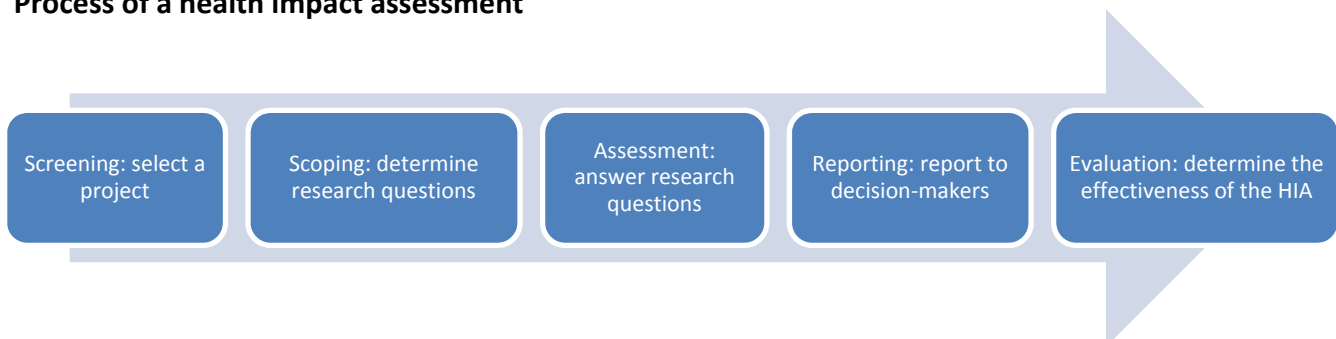 Process of a health impact assessment
Screening: select a
project
Scoping: determine
research questions
Assessment:
answer research
questions
Reporting: report to
decision-makers
Evaluation: determine the
effectiveness of the HIA